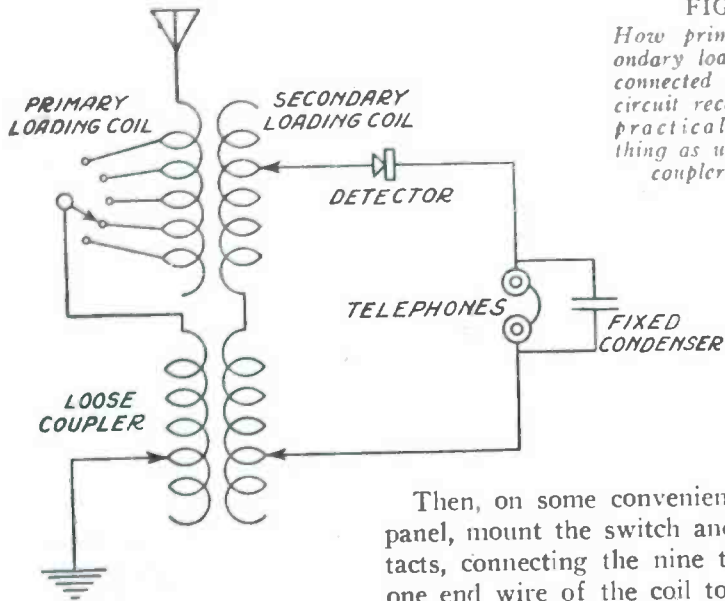 FIG
How prim
ondary loa
connected
circuit rec
practical
thing as u
coupler
PRIMARY
LOADING COIL
SECONDARY
LOADING COIL
DETECTOR
TELEPHONES
FIXED
CONDENSER
LOOSE
COUPLER
Then, on some convenien
panel, mount the switch and
tacts, connecting the nine t
one end wire of the coil to